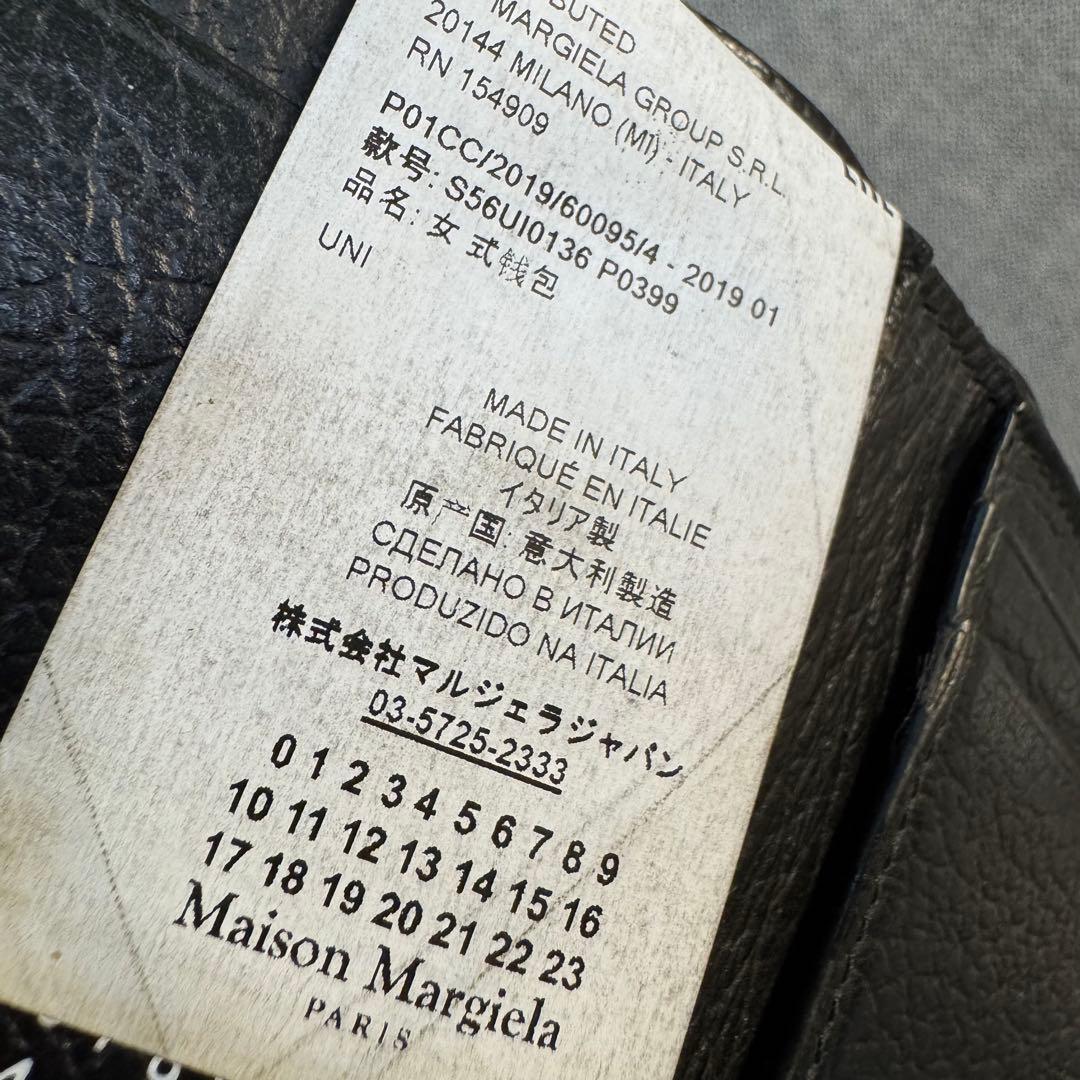 BUTED
MARGIELA GROUP S.R.L.
20144 MILANO (MI) - ITALY
RN 154909
P01CC/2019/60095/4 - 2019 01
款号: S56UI0136 P0399
品名: 女式钱包
UNI
MADE IN ITALY
FABRIQUÉ EN ITALIE
イタリア製
原产国: 意大利製造
СДЕЛАНО В ИТАЛИИ
PRODUZIDO NA ITALIA
株式会社マルジェラジャパン
03-5725-2333
0 1 2 3 4 5 6 7 8 9
10 11 12 13 14 15 16
17 18 19 20 21 22 23
Maison Margiela
PARIS